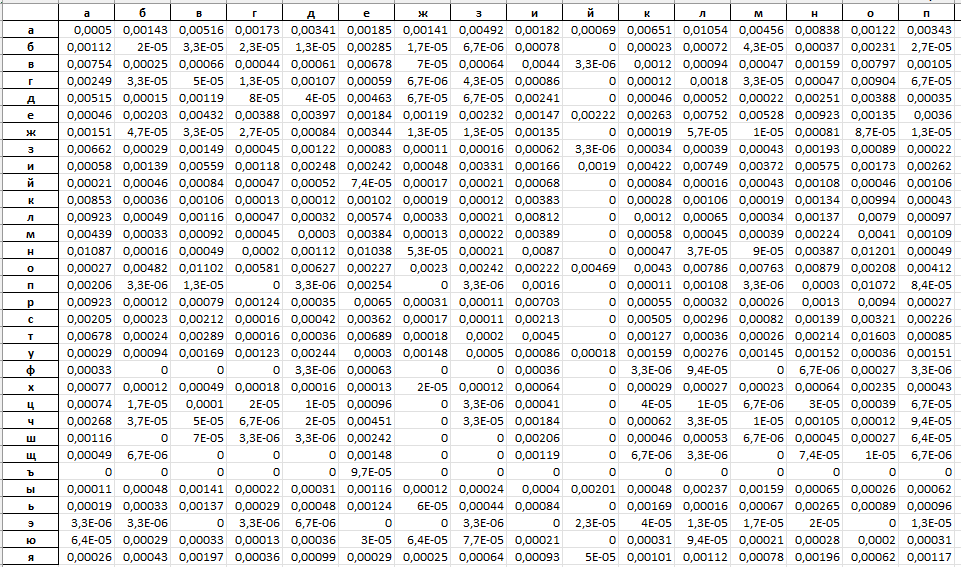 а б в г д е ж з и й к л м н о п
а 0,0005 0,00143 0,00516 0,00173 0,00341 0,00185 0,00141 0,00492 0,00182 0,00069 0,00651 0,01054 0,00456 0,00838 0,00122 0,00343
б 0,00112 2E-05 3,3E-05 2,3E-05 1,3E-05 0,00285 1,7E-05 6,7E-06 0,00078 0 0,00023 0,00072 4,3E-05 0,00037 0,00231 2,7E-05
в 0,00754 0,00025 0,00066 0,00044 0,00061 0,00678 7E-05 0,00064 0,0044 3,3E-06 0,0012 0,00094 0,00047 0,00159 0,00797 0,00105
г 0,00249 3,3E-05 5E-05 1,3E-05 0,00107 0,00059 6,7E-06 4,3E-05 0,00086 0 0,00012 0,0018 3,3E-05 0,00047 0,00904 6,7E-05
д 0,00515 0,00015 0,00119 8E-05 4E-05 0,00463 6,7E-05 6,7E-05 0,00241 0 0,00046 0,00052 0,00022 0,00251 0,00388 0,00035
е 0,00046 0,00203 0,00432 0,00388 0,00397 0,00184 0,00119 0,00232 0,00147 0,00222 0,00263 0,00752 0,00528 0,00923 0,00135 0,0036
ж 0,00151 4,7E-05 3,3E-05 2,7E-05 0,00084 0,00344 1,3E-05 1,3E-05 0,00135 0 0,00019 5,7E-05 1E-05 0,00081 8,7E-05 1,3E-05
з 0,00662 0,00029 0,00149 0,00045 0,00122 0,00083 0,00011 0,00016 0,00062 3,3E-06 0,00034 0,00039 0,00043 0,00193 0,00089 0,00022
и 0,00058 0,00139 0,00559 0,00118 0,00248 0,00242 0,00048 0,00331 0,00166 0,0019 0,00422 0,00749 0,00372 0,00575 0,00173 0,00262
й 0,00021 0,00046 0,00084 0,00047 0,00052 7,4E-05 0,00017 0,00021 0,00068 0 0,00084 0,00016 0,00043 0,00108 0,00046 0,00106
к 0,00853 0,00036 0,00106 0,00013 0,00012 0,00102 0,00019 0,00012 0,00383 0 0,00028 0,00106 0,00019 0,00134 0,00994 0,00043
л 0,00923 0,00049 0,00116 0,00047 0,00032 0,00574 0,00033 0,00021 0,00812 0 0,0012 0,00065 0,00034 0,00137 0,0079 0,00097
м 0,00439 0,00033 0,00092 0,00045 0,0003 0,00384 0,00013 0,00022 0,00389 0 0,00058 0,00045 0,00039 0,00224 0,0041 0,00109
н 0,01087 0,00016 0,00049 0,0002 0,00112 0,01038 5,3E-05 0,00021 0,0087 0 0,00047 3,7E-05 9E-05 0,00387 0,01201 0,00049
о 0,00027 0,00482 0,01102 0,00581 0,00627 0,00227 0,0023 0,00242 0,00222 0,00469 0,0043 0,00786 0,00763 0,00879 0,00208 0,00412
п 0,00206 3,3E-06 1,3E-05 0 3,3E-06 0,00254 0 3,3E-06 0,0016 0 0,00011 0,00108 3,3E-06 0,0003 0,01072 8,4E-05
р 0,00923 0,00012 0,00079 0,00124 0,00035 0,0065 0,00031 0,00011 0,00703 0 0,00055 0,00032 0,00026 0,0013 0,0094 0,00027
с 0,00205 0,00023 0,00212 0,00016 0,00042 0,00362 0,00017 0,00011 0,00213 0 0,00505 0,00296 0,00082 0,00139 0,00321 0,00226
т 0,00678 0,00024 0,00289 0,00016 0,00036 0,00689 0,00018 0,0002 0,0045 0 0,00127 0,00036 0,00026 0,00214 0,01603 0,00085
у 0,00029 0,00094 0,00169 0,00123 0,00244 0,0003 0,00148 0,0005 0,00086 0,00018 0,00159 0,00276 0,00145 0,00152 0,00036 0,00151
ф 0,00033 0 0 0 3,3E-06 0,00063 0 0 0,00036 0 3,3E-06 9,4E-05 0 6,7E-06 0,00027 3,3E-06
х 0,00077 0,00012 0,00049 0,00018 0,00016 0,00013 2E-05 0,00012 0,00064 0 0,00029 0,00027 0,00023 0,00064 0,00235 0,00043
ц 0,00074 1,7E-05 0,0001 2E-05 1E-05 0,00096 0 3,3E-06 0,00041 0 4E-05 1E-05 6,7E-06 3E-05 0,00039 6,7E-05
ч 0,00268 3,7E-05 5E-05 6,7E-06 2E-05 0,00451 0 3,3E-05 0,00184 0 0,00062 3,3E-05 1E-05 0,00105 0,00012 9,4E-05
ш 0,00116 0 7E-05 3,3E-06 3,3E-06 0,00242 0 0 0,00206 0 0,00046 0,00053 6,7E-06 0,00045 0,00027 6,4E-05
щ 0,00049 6,7E-06 0 0 0 0,00148 0 0 0,00119 0 6,7E-06 3,3E-06 0 7,4E-05 1E-05 6,7E-06
ъ 0 0 0 0 0 9,7E-05 0 0 0 0 0 0 0 0 0 0
ы 0,00011 0,00048 0,00141 0,00022 0,00031 0,00116 0,00012 0,00024 0,0004 0,00201 0,00048 0,00237 0,00159 0,00065 0,00026 0,00062
ь 0,00019 0,00033 0,00137 0,00029 0,00048 0,00124 6E-05 0,00044 0,00084 0 0,00169 0,00016 0,00067 0,00265 0,00089 0,00096
э 3,3E-06 3,3E-06 0 3,3E-06 6,7E-06 0 0 3,3E-06 0 2,3E-05 4E-05 1,3E-05 1,7E-05 2E-05 0 1,3E-05
ю 6,4E-05 0,00029 0,00033 0,00013 0,00036 3E-05 6,4E-05 7,7E-05 0,00021 0 0,00031 9,4E-05 0,00021 0,00028 0,0002 0,00031
я 0,00026 0,00043 0,00197 0,00036 0,00099 0,00029 0,00025 0,00064 0,00093 5E-05 0,00101 0,00112 0,00078 0,00196 0,00062 0,00117